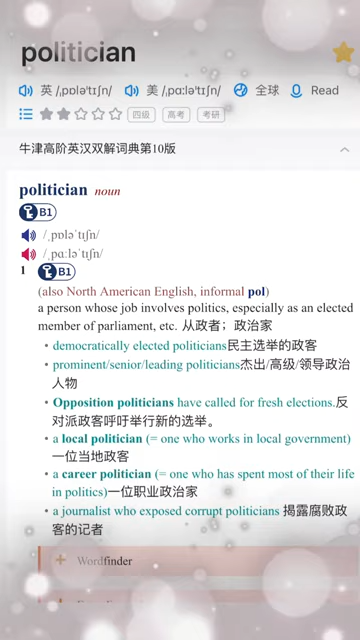 politician
英 /ˌpɒləˈtɪʃn/ 美 /ˌpɑːləˈtɪʃn/ 全球 Read
四级 高考 考研
牛津高阶英汉双解词典第10版
politician noun
B1
/ˌpɒləˈtɪʃn/
/ˌpɑːləˈtɪʃn/
1 B1
(also North American English, informal pol)
a person whose job involves politics, especially as an elected
member of parliament, etc. 从政者；政治家
• democratically elected politicians民主选举的政客
• prominent/senior/leading politicians杰出/高级/领导政治
人物
• Opposition politicians have called for fresh elections.反
对派政客呼吁举行新的选举。
• a local politician (= one who works in local government)
一位当地政客
• a career politician (= one who has spent most of their life
in politics)一位职业政治家
• a journalist who exposed corrupt politicians 揭露腐败政
客的记者
+ Wordfinder